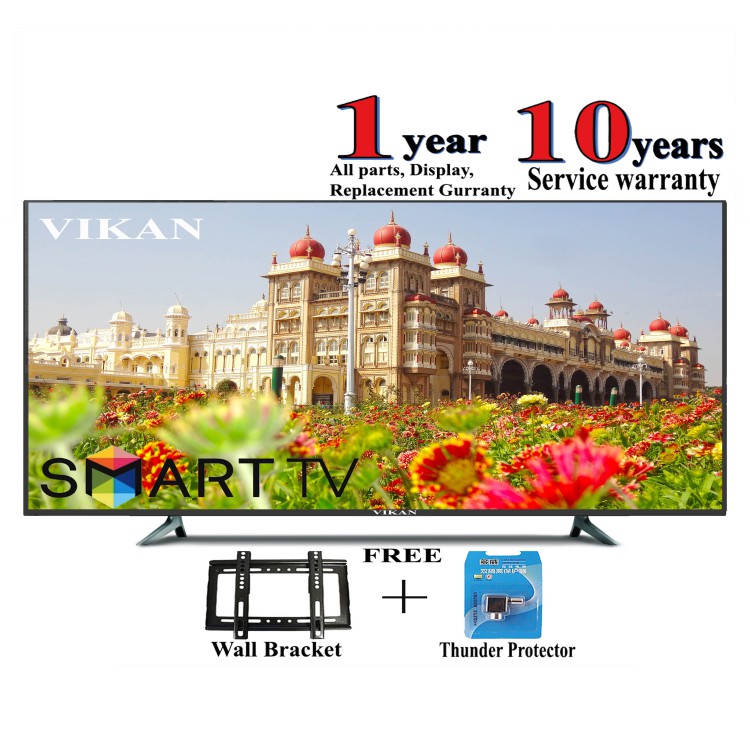 1 year
All parts, Display,
Replacement Gurranty
10 years
Service warranty
VIKAN
SMART TV
VIKAN
FREE
+
Wall Bracket
Thunder Protector